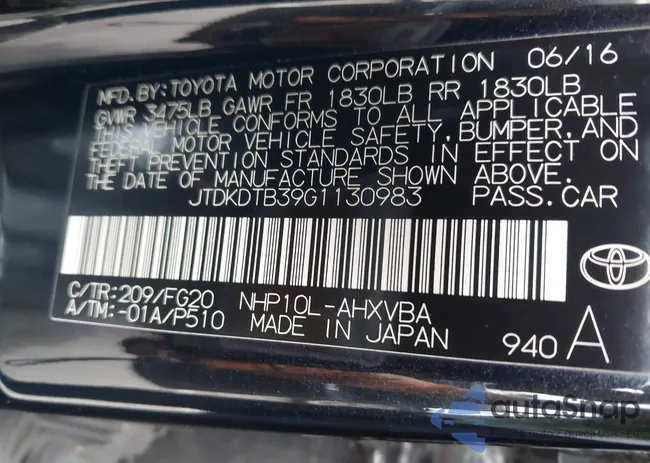 MFD. BY: TOYOTA MOTOR CORPORATION 06/16
GVWR 3475LB GAWR FR 1830LB RR 1830LB
THIS VEHICLE CONFORMS TO ALL APPLICABLE
FEDERAL MOTOR VEHICLE SAFETY, BUMPER, AND
THEFT PREVENTION STANDARDS IN EFFECT ON
THE DATE OF MANUFACTURE SHOWN ABOVE.
JTDKDTB39G1130983 PASS. CAR
C/TR: 209/FG20 NHP10L-AHXVBA
A/TM: -01A/P510 MADE IN JAPAN
940 A
autoSnap